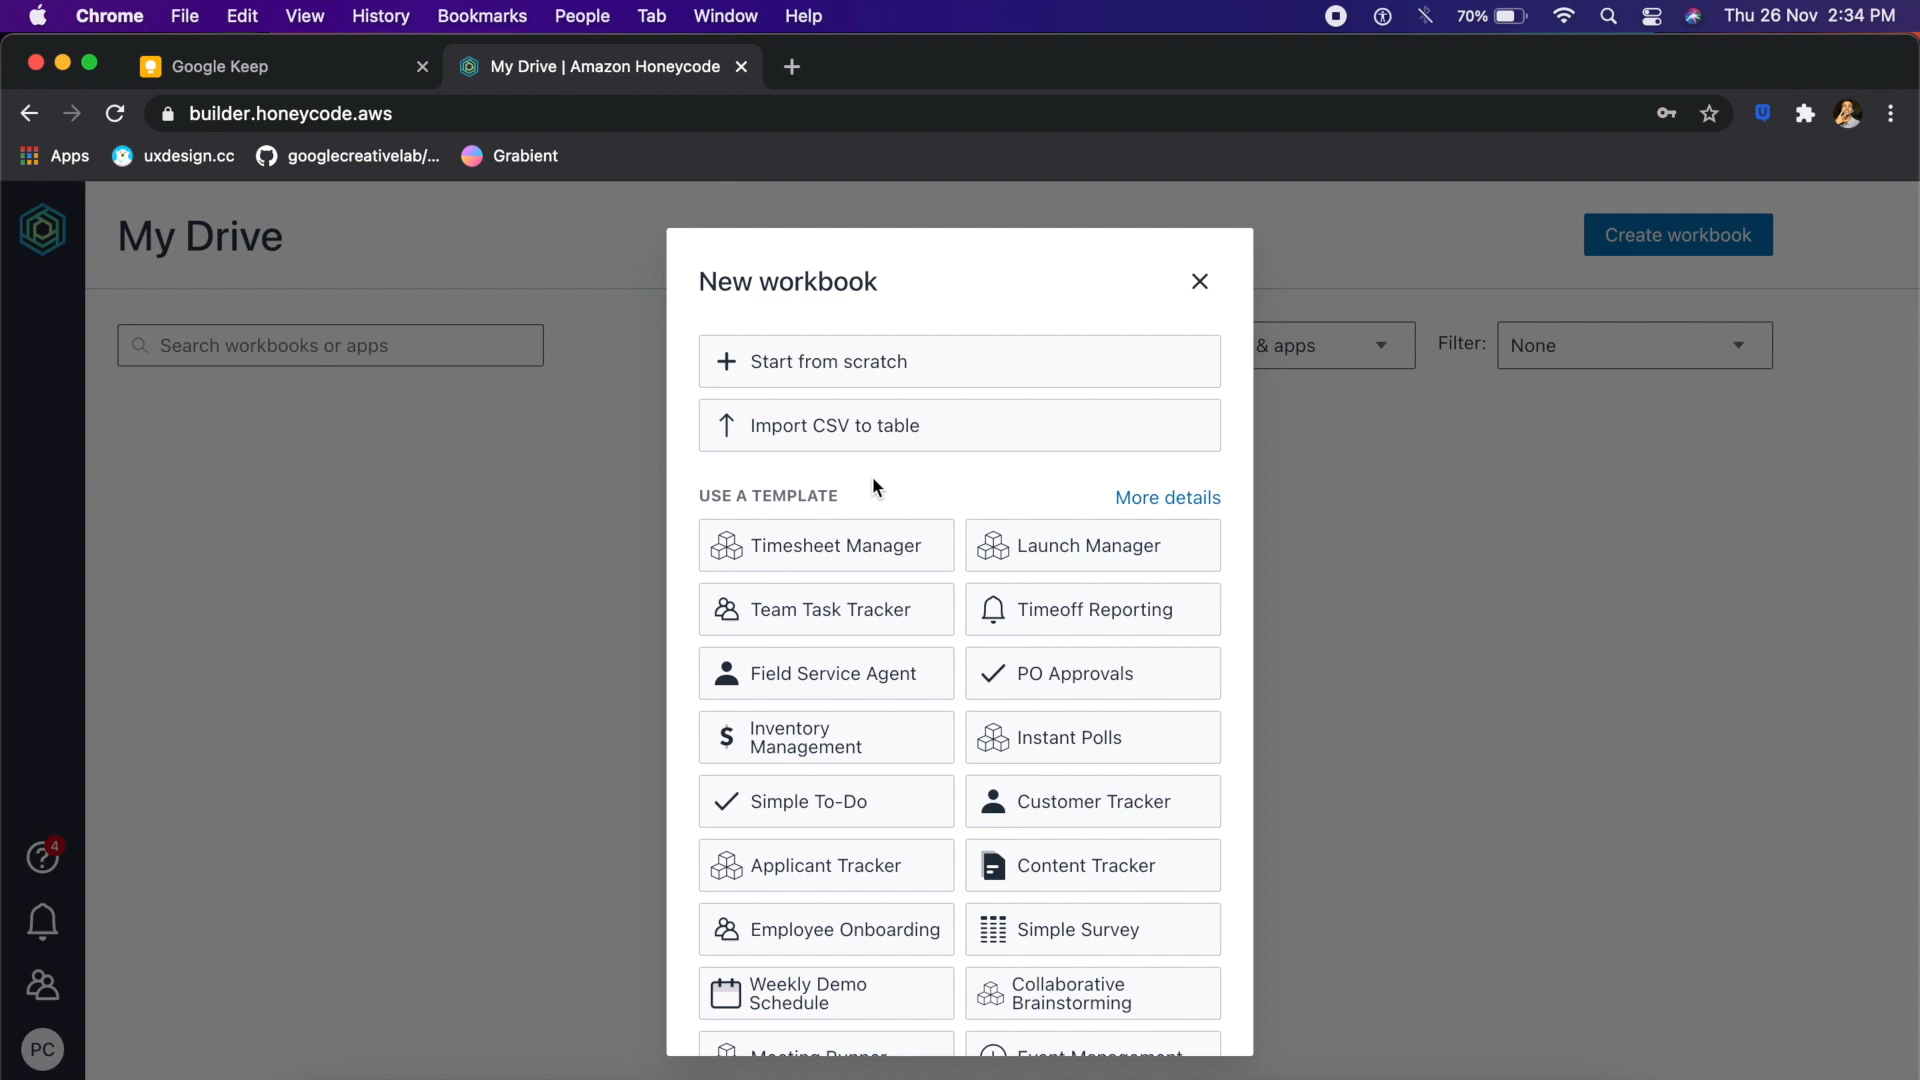 Chrome File Edit View History Bookmarks People Tab Window Help 70% Thu 26 Nov 2:34 PM
Google Keep My Drive | Amazon Honeycode
builder.honeycode.aws
Apps uxdesign.cc googlecreativelab/... Grabient
My Drive
Create workbook
New workbook
Search workbooks or apps
& apps Filter: None
+ Start from scratch
Import CSV to table
USE A TEMPLATE More details
Timesheet Manager Launch Manager
Team Task Tracker Timeoff Reporting
Field Service Agent PO Approvals
Inventory
Management
Instant Polls
Simple To-Do Customer Tracker
Applicant Tracker Content Tracker
4
Employee Onboarding Simple Survey
Weekly Demo
Schedule
Collaborative
Brainstorming
PC
Event Management